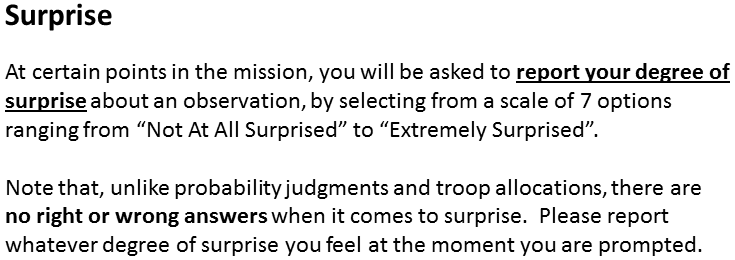 Surprise
At certain points in the mission, you will be asked to report your degree of
surprise about an observation, by selecting from a scale of 7 options
ranging from “Not At All Surprised” to “Extremely Surprised”.
Note that, unlike probability judgments and troop allocations, there are
no right or wrong answers when it comes to surprise.  Please report
whatever degree of surprise you feel at the moment you are prompted.